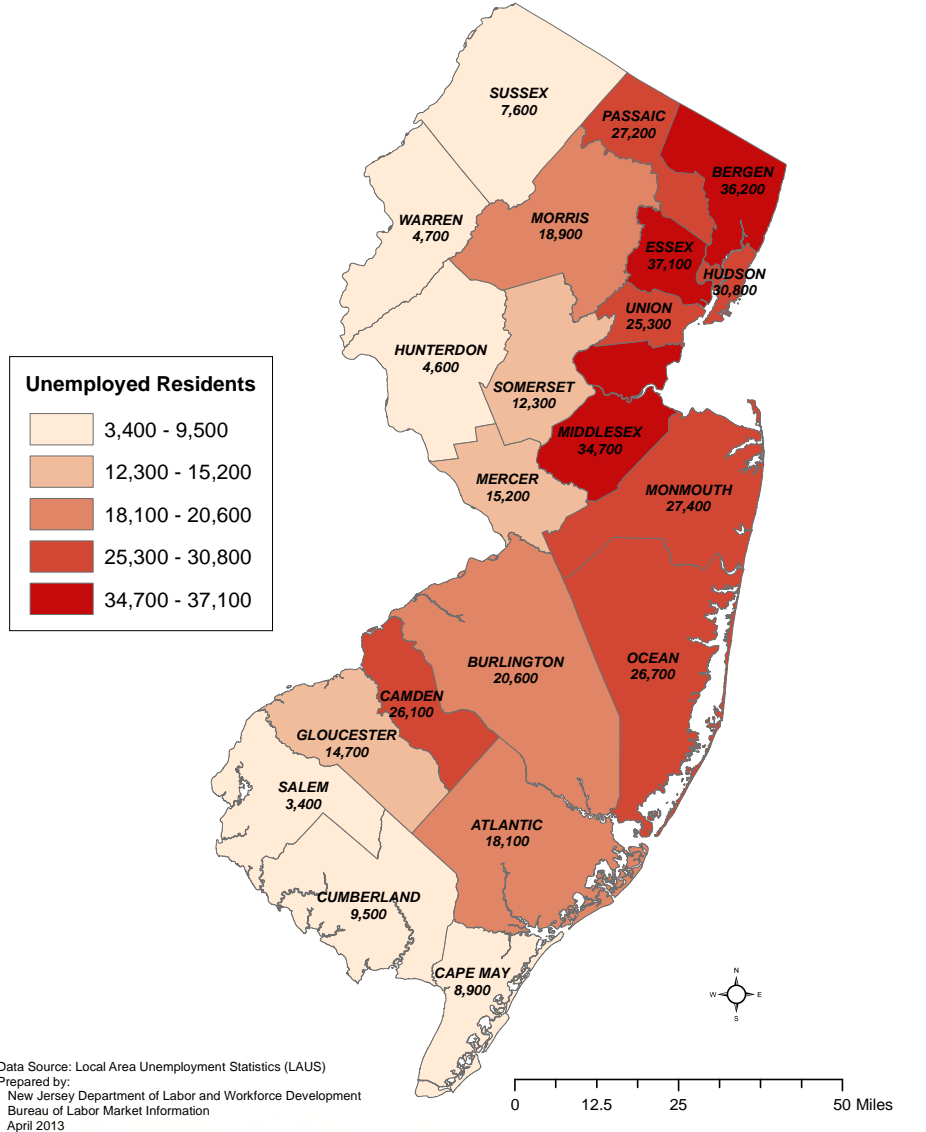 SUSSEX
7,600
PASSAIC
27,200
BERGEN
36,200
WARREN
4,700
MORRIS
18,900
ESSEX
37,100
HUDSON
30,800
UNION
25,300
HUNTERDON
4,600
SOMERSET
12,300
Unemployed Residents
3,400 - 9,500
12,300 - 15,200
18,100 - 20,600
25,300 - 30,800
34,700 - 37,100
MIDDLESEX
34,700
MERCER
15,200
MONMOUTH
27,400
BURLINGTON
20,600
OCEAN
26,700
CAMDEN
26,100
GLOUCESTER
14,700
SALEM
3,400
ATLANTIC
18,100
CUMBERLAND
9,500
CAPE MAY
8,900
N
W E
S
Data Source: Local Area Unemployment Statistics (LAUS)
Prepared by:
New Jersey Department of Labor and Workforce Development
Bureau of Labor Market Information
April 2013
0 12.5 25 50 Miles